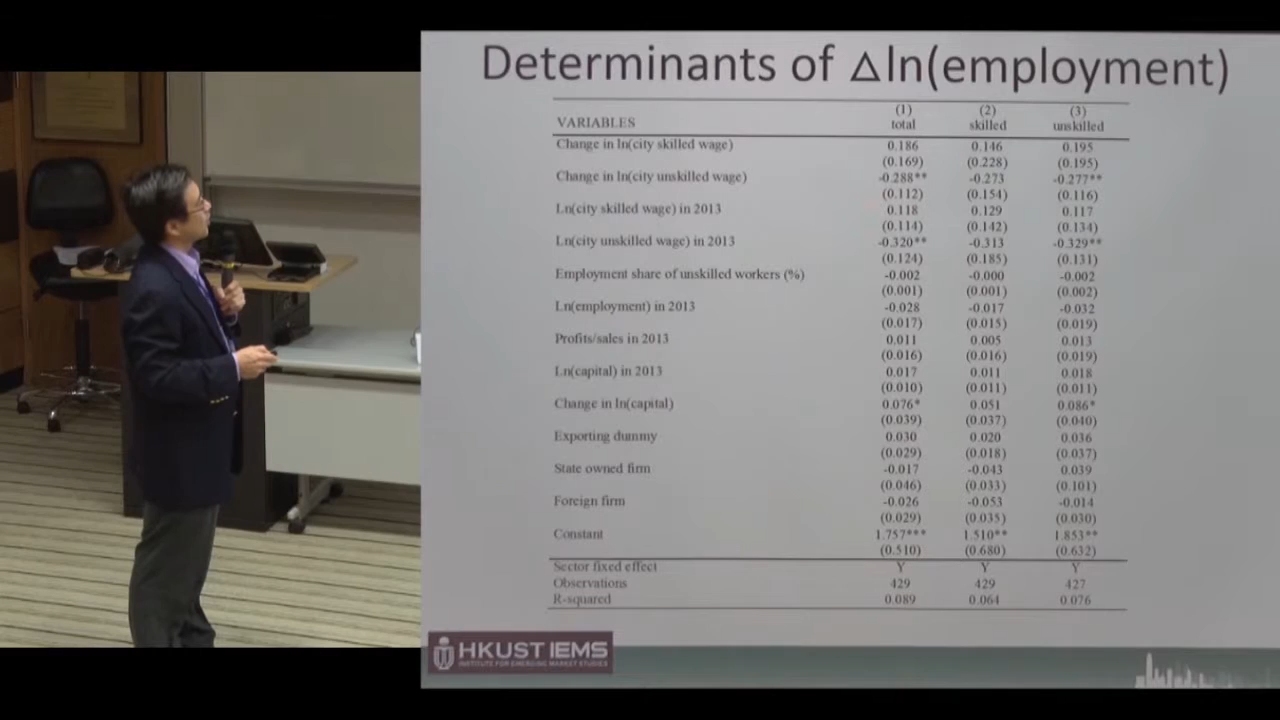 Determinants of △ln(employment)
VARIABLES (1) total (2) skilled (3) unskilled
Change in ln(city skilled wage) 0.186 0.146 0.195
(0.169) (0.228) (0.195)
Change in ln(city unskilled wage) -0.288** -0.273 -0.277**
(0.112) (0.154) (0.116)
Ln(city skilled wage) in 2013 0.118 0.129 0.117
(0.114) (0.142) (0.134)
Ln(city unskilled wage) in 2013 -0.320** -0.313 -0.329**
(0.124) (0.185) (0.131)
Employment share of unskilled workers (%) -0.002 -0.000 -0.002
(0.001) (0.001) (0.002)
Ln(employment) in 2013 -0.028 -0.017 -0.032
(0.017) (0.015) (0.019)
Profits/sales in 2013 0.011 0.005 0.013
(0.016) (0.016) (0.019)
Ln(capital) in 2013 0.017 0.011 0.018
(0.010) (0.011) (0.011)
Change in ln(capital) 0.076* 0.051 0.086*
(0.039) (0.037) (0.040)
Exporting dummy 0.030 0.020 0.036
(0.029) (0.018) (0.037)
State owned firm -0.017 -0.043 0.039
(0.046) (0.033) (0.101)
Foreign firm -0.026 -0.053 -0.014
(0.029) (0.035) (0.030)
Constant 1.757*** 1.510** 1.853**
(0.510) (0.680) (0.632)
Sector fixed effect Y Y Y
Observations 429 429 427
R-squared 0.089 0.064 0.076
HKUST IEMS
INSTITUTE FOR EMERGING MARKET STUDIES